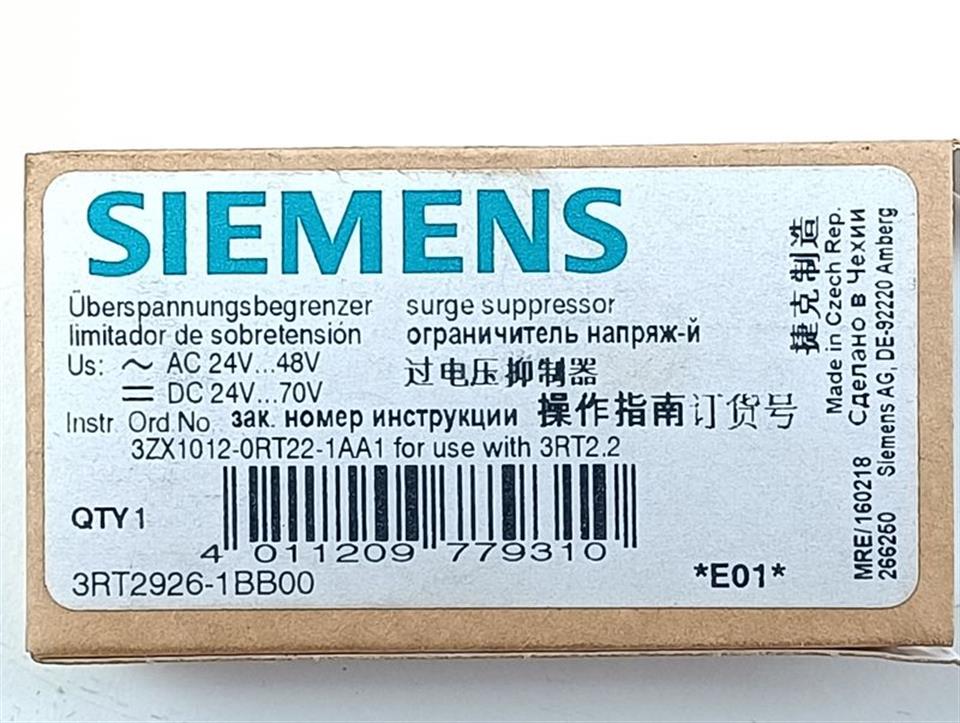 SIEMENS
Überspannungsbegrenzer surge suppressor
limitador de sobretensión ограничитель напряж-й
Us: ~ AC 24V...48V 过电压抑制器
= DC 24V...70V
Instr. Ord.No. зак. номер инструкции 操作指南订货号
3ZX1012-0RT22-1AA1 for use with 3RT2.2
QTY 1
4 011209 779310
3RT2926-1BB00
*E01*
捷克制造
Made in Czech Rep.
Сделано в Чехии
Siemens AG, DE-92220 Amberg
MRE/160218
266250